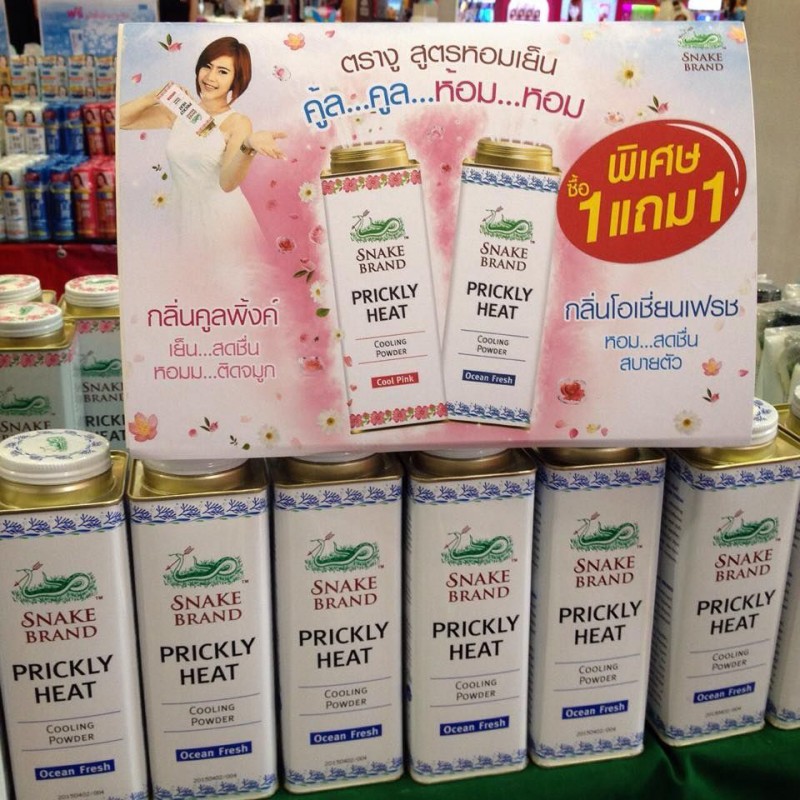 ตรางู สูตรหอมเย็น
คู้ล...คูล...ห้อม...หอม
SNAKE
BRAND
พิเศษ
ซื้อ 1 แถม 1
SNAKE
BRAND
PRICKLY
HEAT
COOLING
POWDER
Cool Pink
SNAKE
BRAND
PRICKLY
HEAT
COOLING
POWDER
Ocean Fresh
กลิ่นคูลพิ้งค์
เย็น...สดชื่น
หอมม...ติดจมูก
กลิ่นโอเชี่ยนเฟรช
หอม...สดชื่น
สบายตัว
SNAKE
BRAND
PRICKLY
HEAT
COOLING
POWDER
Ocean Fresh
20130402/004
SNAKE
BRAND
PRICKLY
HEAT
COOLING
POWDER
Ocean Fresh
20130402/004
SNAKE
BRAND
PRICKLY
HEAT
COOLING
POWDER
Ocean Fresh
SNAKE
BRAND
PRICKLY
HEAT
COOLING
POWDER
Ocean Fresh
20130402/004
SNAKE
BRAND
PRICKLY
HEAT
COOLING
POWDER
Ocean Fresh
SNAKE
BRAND
PRICKLY
HEAT
COOLING
POWDER
Ocean Fresh